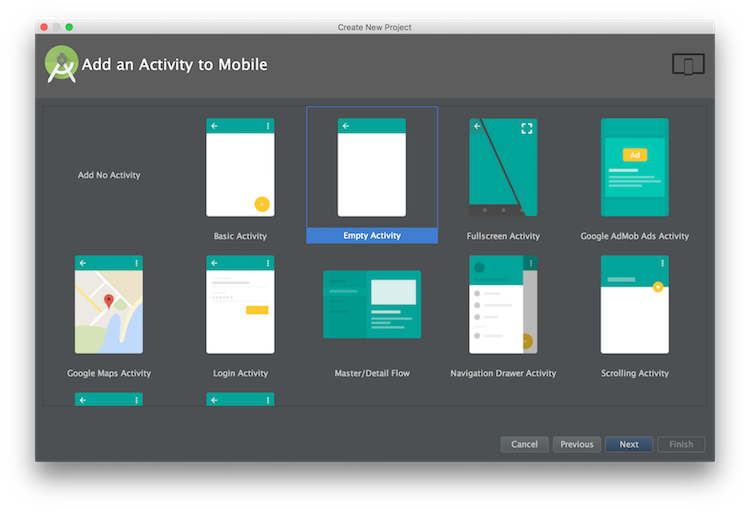 Create New Project
Add an Activity to Mobile
Add No Activity
Basic Activity
Empty Activity
Fullscreen Activity
Ad
Google AdMob Ads Activity
Google Maps Activity
Login Activity
Master/Detail Flow
Navigation Drawer Activity
Scrolling Activity
Cancel
Previous
Next
Finish